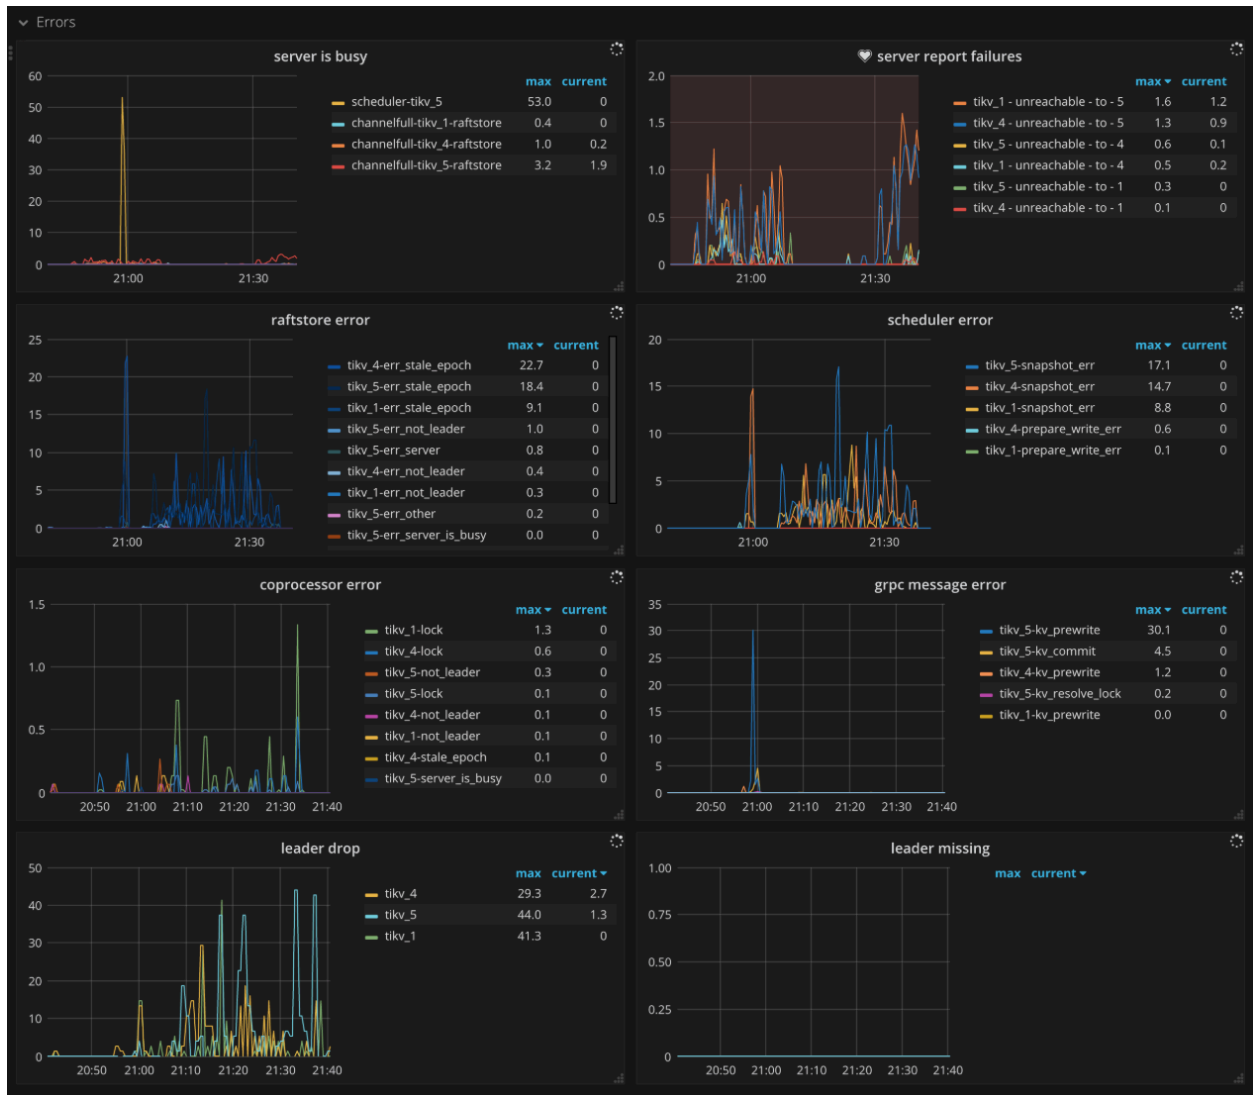 Errors
server is busy
max current
60
50
40
30
20
10
0
21:00 21:30
scheduler-tikv_5 53.0 0
channelfull-tikv_1-raftstore 0.4 0
channelfull-tikv_4-raftstore 1.0 0.2
channelfull-tikv_5-raftstore 3.2 1.9
server report failures
max current
2.0
1.5
1.0
0.5
0
21:00 21:30
tikv_1 - unreachable - to - 5 1.6 1.2
tikv_4 - unreachable - to - 5 1.3 0.9
tikv_5 - unreachable - to - 4 0.6 0.1
tikv_1 - unreachable - to - 4 0.5 0.2
tikv_5 - unreachable - to - 1 0.3 0
tikv_4 - unreachable - to - 1 0.1 0
raftstore error
max current
25
20
15
10
5
0
21:00 21:30
tikv_4-err_stale_epoch 22.7 0
tikv_5-err_stale_epoch 18.4 0
tikv_1-err_stale_epoch 9.1 0
tikv_5-err_not_leader 1.0 0
tikv_5-err_server 0.8 0
tikv_4-err_not_leader 0.4 0
tikv_1-err_not_leader 0.3 0
tikv_5-err_other 0.2 0
tikv_5-err_server_is_busy 0.0 0
scheduler error
max current
20
15
10
5
0
21:00 21:30
tikv_5-snapshot_err 17.1 0
tikv_4-snapshot_err 14.7 0
tikv_1-snapshot_err 8.8 0
tikv_4-prepare_write_err 0.6 0
tikv_1-prepare_write_err 0.1 0
coprocessor error
max current
1.5
1.0
0.5
0
20:50 21:00 21:10 21:20 21:30 21:40
tikv_1-lock 1.3 0
tikv_4-lock 0.6 0
tikv_5-not_leader 0.3 0
tikv_5-lock 0.1 0
tikv_4-not_leader 0.1 0
tikv_1-not_leader 0.1 0
tikv_4-stale_epoch 0.1 0
tikv_5-server_is_busy 0.0 0
grpc message error
max current
35
30
25
20
15
10
5
0
20:50 21:00 21:10 21:20 21:30 21:40
tikv_5-kv_prewrite 30.1 0
tikv_5-kv_commit 4.5 0
tikv_4-kv_prewrite 1.2 0
tikv_5-kv_resolve_lock 0.2 0
tikv_1-kv_prewrite 0.0 0
leader drop
max current
50
40
30
20
10
0
20:50 21:00 21:10 21:20 21:30 21:40
tikv_4 29.3 2.7
tikv_5 44.0 1.3
tikv_1 41.3 0
leader missing
max current
1.00
0.75
0.50
0.25
0
20:50 21:00 21:10 21:20 21:30 21:40